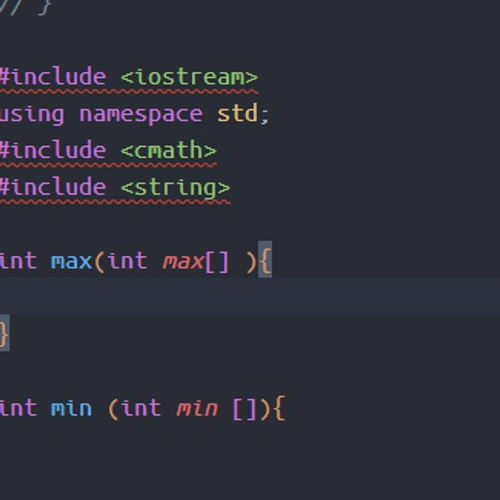 // }
#include <iostream>
using namespace std;
#include <cmath>
#include <string>
int max(int max[] ){
}
int min (int min []){